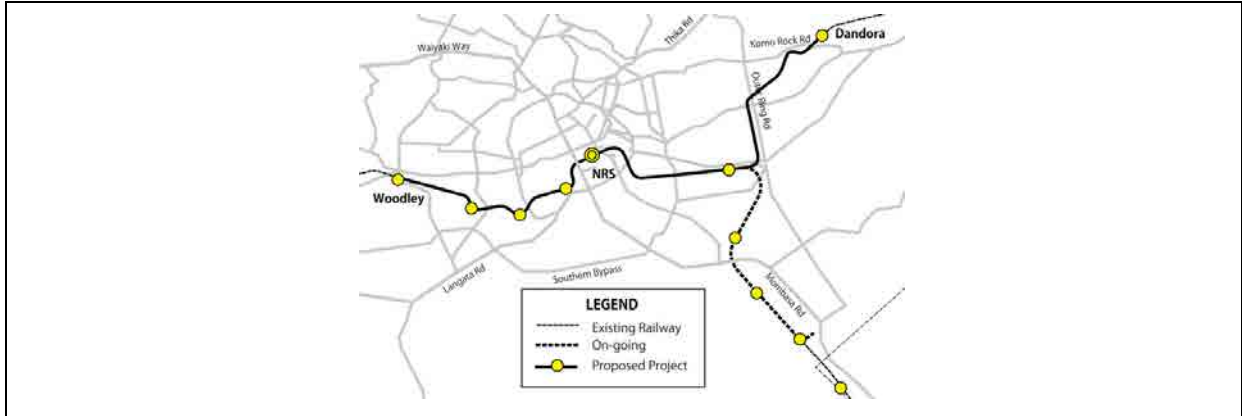 Thika Rd
Dandora
Komo Rock Rd
Waiyaki Way
Outer Ring Rd
NRS
Woodley
Langata Rd
Southern Bypass
Mombasa Rd
LEGEND
Existing Railway
On-going
Proposed Project